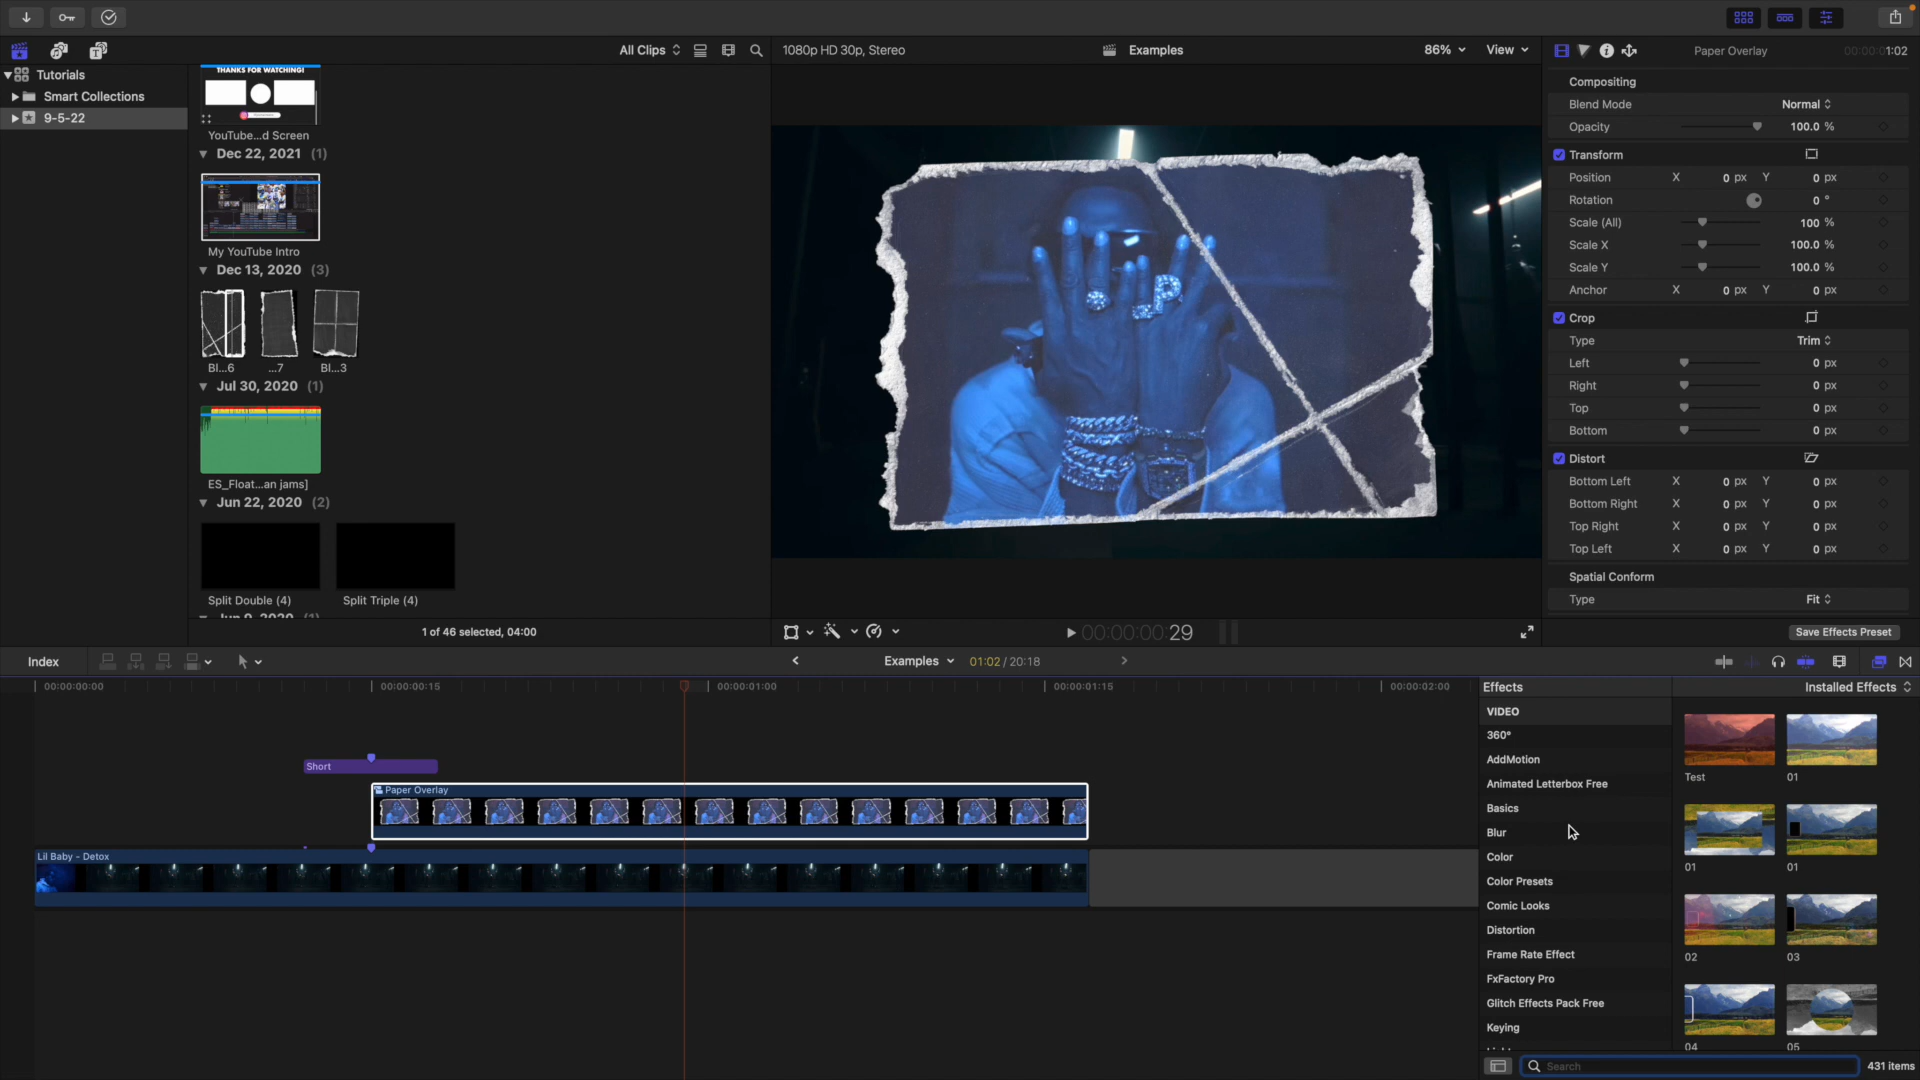 All Clips
1080p HD 30p, Stereo
Examples
86%
View
Paper Overlay
00:00:01:02
Tutorials
Smart Collections
9-5-22
THANKS FOR WATCHING!
YouTube...d Screen
Dec 22, 2021 (1)
My YouTube Intro
Dec 13, 2020 (3)
Bl...6
...7
Bl...3
Jul 30, 2020 (1)
ES_Float...an jams]
Jun 22, 2020 (2)
Split Double (4)
Split Triple (4)
Jun 9, 2020 (1)
1 of 46 selected, 04:00
00:00:00:29
Compositing
Blend Mode Normal
Opacity 100.0 %
Transform
Position X 0 px Y 0 px
Rotation 0 °
Scale (All) 100 %
Scale X 100.0 %
Scale Y 100.0 %
Anchor X 0 px Y 0 px
Crop
Type Trim
Left 0 px
Right 0 px
Top 0 px
Bottom 0 px
Distort
Bottom Left X 0 px Y 0 px
Bottom Right X 0 px Y 0 px
Top Right X 0 px Y 0 px
Top Left X 0 px Y 0 px
Spatial Conform
Type Fit
Save Effects Preset
Index
Examples
01:02 / 20:18
00:00:00:00
00:00:00:15
00:00:01:00
00:00:01:15
00:00:02:00
Short
Paper Overlay
Lil Baby - Detox
Effects
Installed Effects
VIDEO
360°
AddMotion
Animated Letterbox Free
Basics
Blur
Color
Color Presets
Comic Looks
Distortion
Frame Rate Effect
FxFactory Pro
Glitch Effects Pack Free
Keying
Test
01
01
01
02
03
04
05
Search
431 items